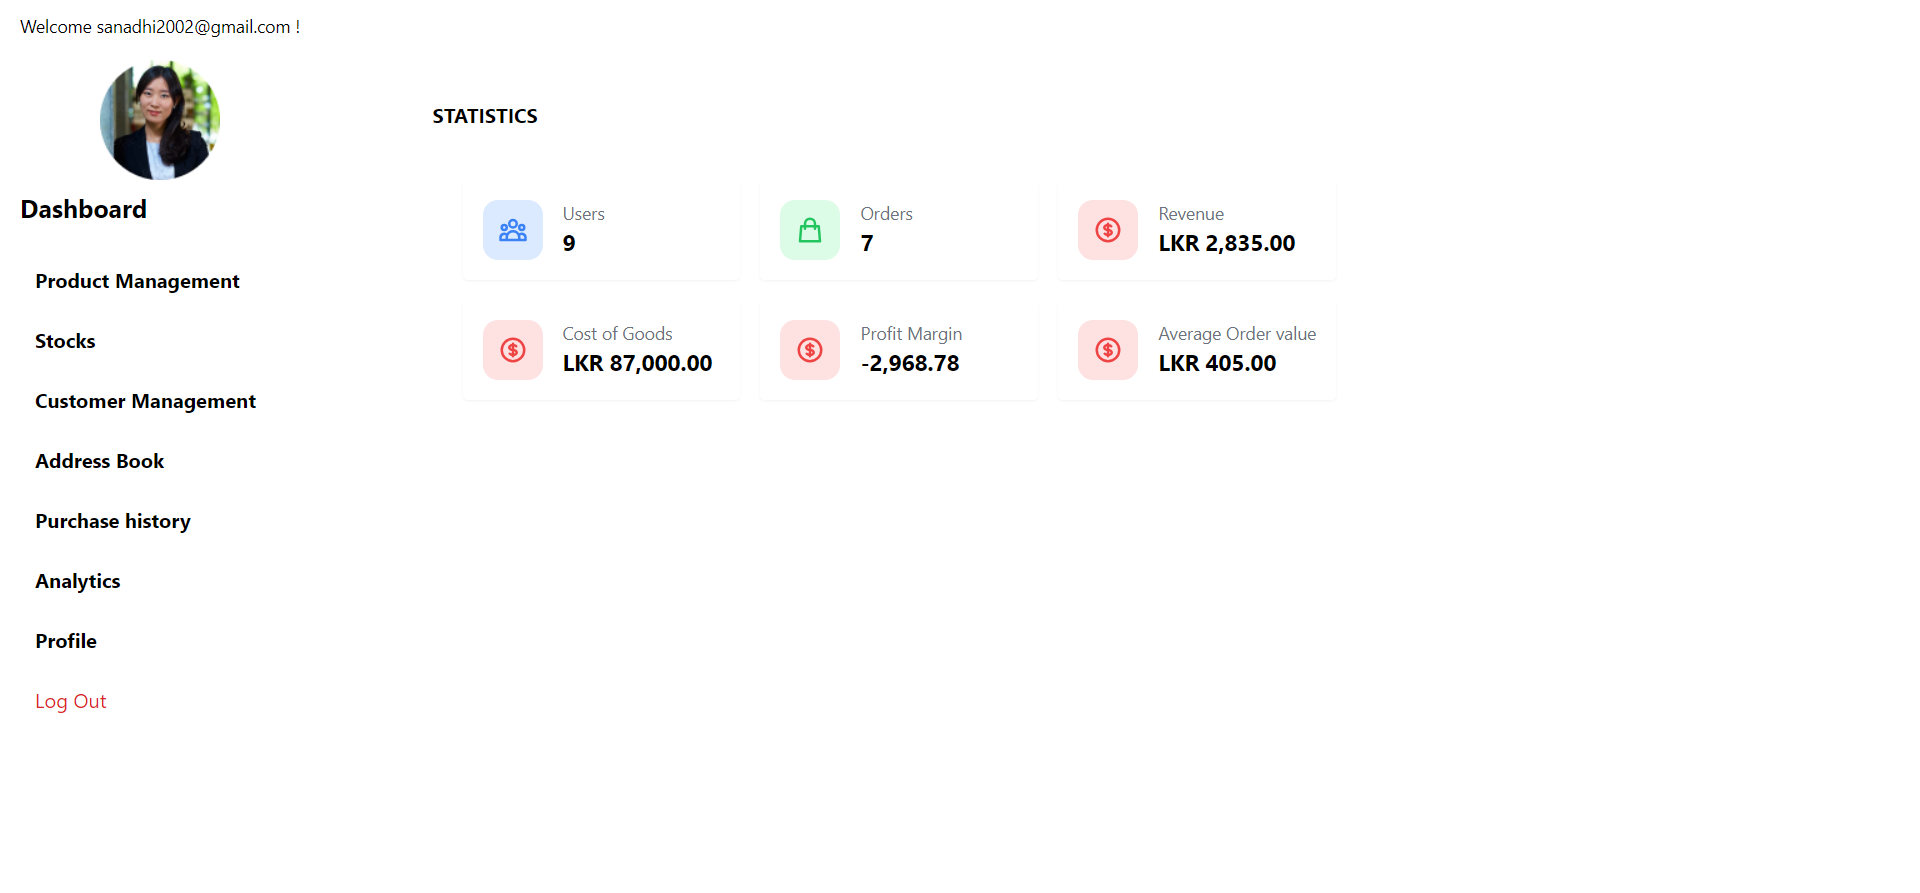 Welcome sanadhi2002@gmail.com !
Dashboard
Product Management
Stocks
Customer Management
Address Book
Purchase history
Analytics
Profile
Log Out
STATISTICS
Users
9
Orders
7
Revenue
LKR 2,835.00
Cost of Goods
LKR 87,000.00
Profit Margin
-2,968.78
Average Order value
LKR 405.00